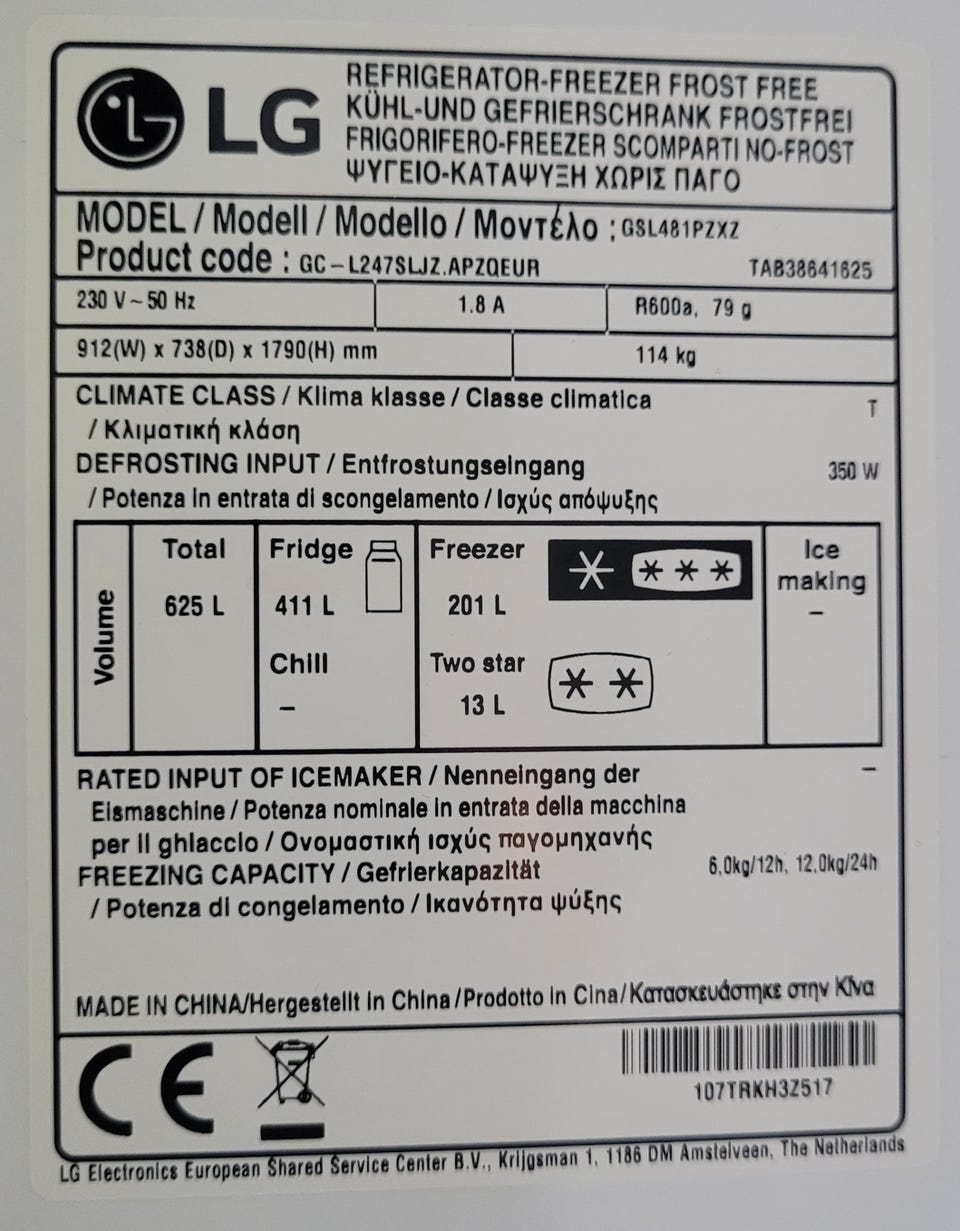 LG
REFRIGERATOR-FREEZER FROST FREE
KÜHL-UND GEFRIERSCHRANK FROSTFREI
FRIGORIFERO-FREEZER SCOMPARTI NO-FROST
ΨΥΓΕΙΟ-ΚΑΤΑΨΥΞΗ ΧΩΡΙΣ ΠΑΓΟ
MODEL / Modell / Modello / Μοντέλο : GSL481PZXZ
Product code : GC-L247SLJZ.APZQEUR TAB38641625
230 V ~ 50 Hz 1.8 A R600a, 79 g
912(W) x 738(D) x 1790(H) mm 114 kg
CLIMATE CLASS / Klima klasse / Classe climatica T
/ Κλιματική κλάση
DEFROSTING INPUT / Entfrostungseingang 350 W
/ Potenza in entrata di scongelamento / Ισχύς απόψυξης
Volume
Total
625 L
Fridge
411 L
Chill
–
Freezer
201 L
Two star
13 L
Ice
making
–
RATED INPUT OF ICEMAKER / Nenneingang der –
Eismaschine / Potenza nominale in entrata della macchina
per il ghiaccio / Ονομαστική ισχύς παγομηχανής
FREEZING CAPACITY / Gefrierkapazität 6,0kg/12h, 12,0kg/24h
/ Potenza di congelamento / Ικανότητα ψύξης
MADE IN CHINA/Hergestellt in China/Prodotto in Cina/Κατασκευάστηκε στην Κίνα
CE
107TRKH3Z517
LG Electronics European Shared Service Center B.V., Krijgsman 1, 1186 DM Amstelveen, The Netherlands